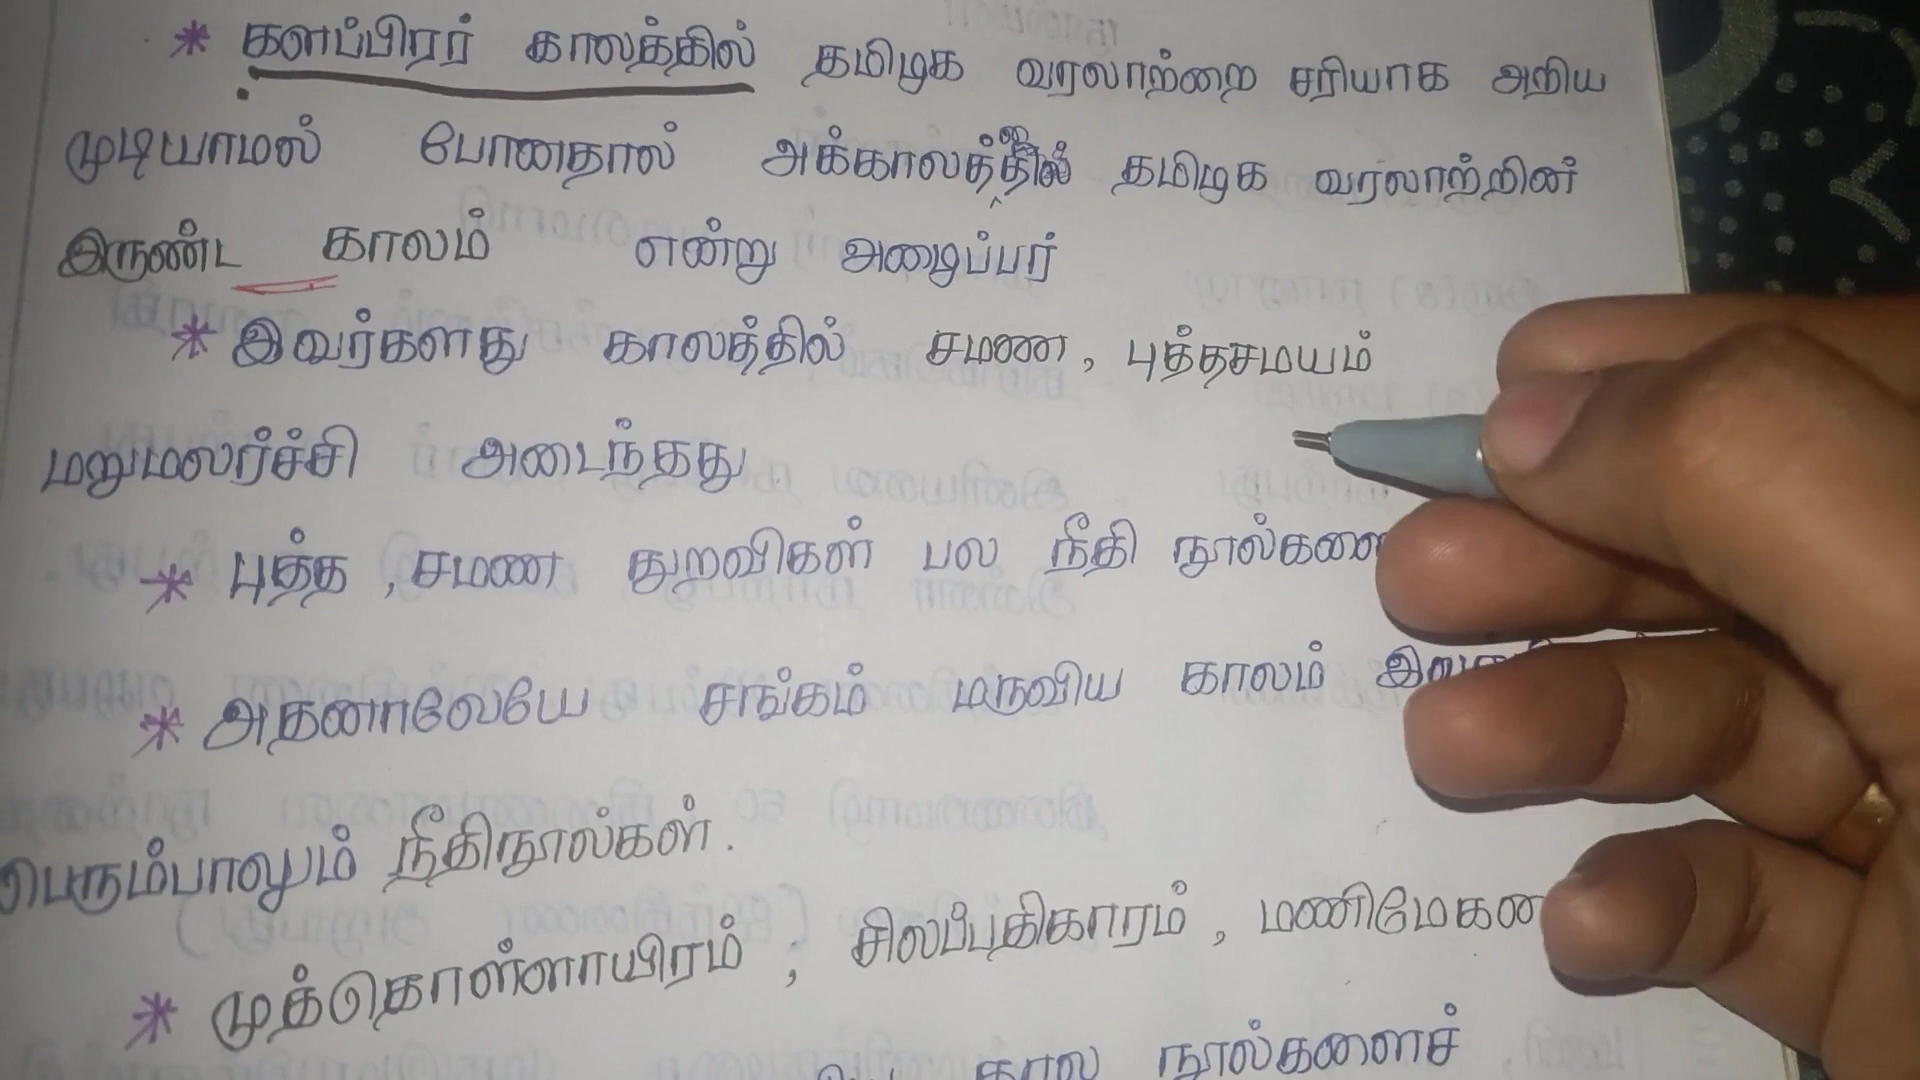 * களப்பிரர் காலத்தில் தமிழக வரலாற்றை சரியாக அறிய
முடியாமல் போனதால் அக்காலத்தில் தமிழக வரலாற்றின்
இருண்ட காலம் என்று அழைப்பர்
* இவர்களது காலத்தில் சமண, புத்தசமயம்
மறுமலர்ச்சி அடைந்தது
* புத்த, சமண துறவிகள் பல நீதி நூல்களை
* அதனாலேயே சங்கம் மருவிய காலம்
பெரும்பாலும் நீதிநூல்கள்.
* முத்தொள்ளாயிரம், சிலப்பதிகாரம்,
கால நூல்களைச்